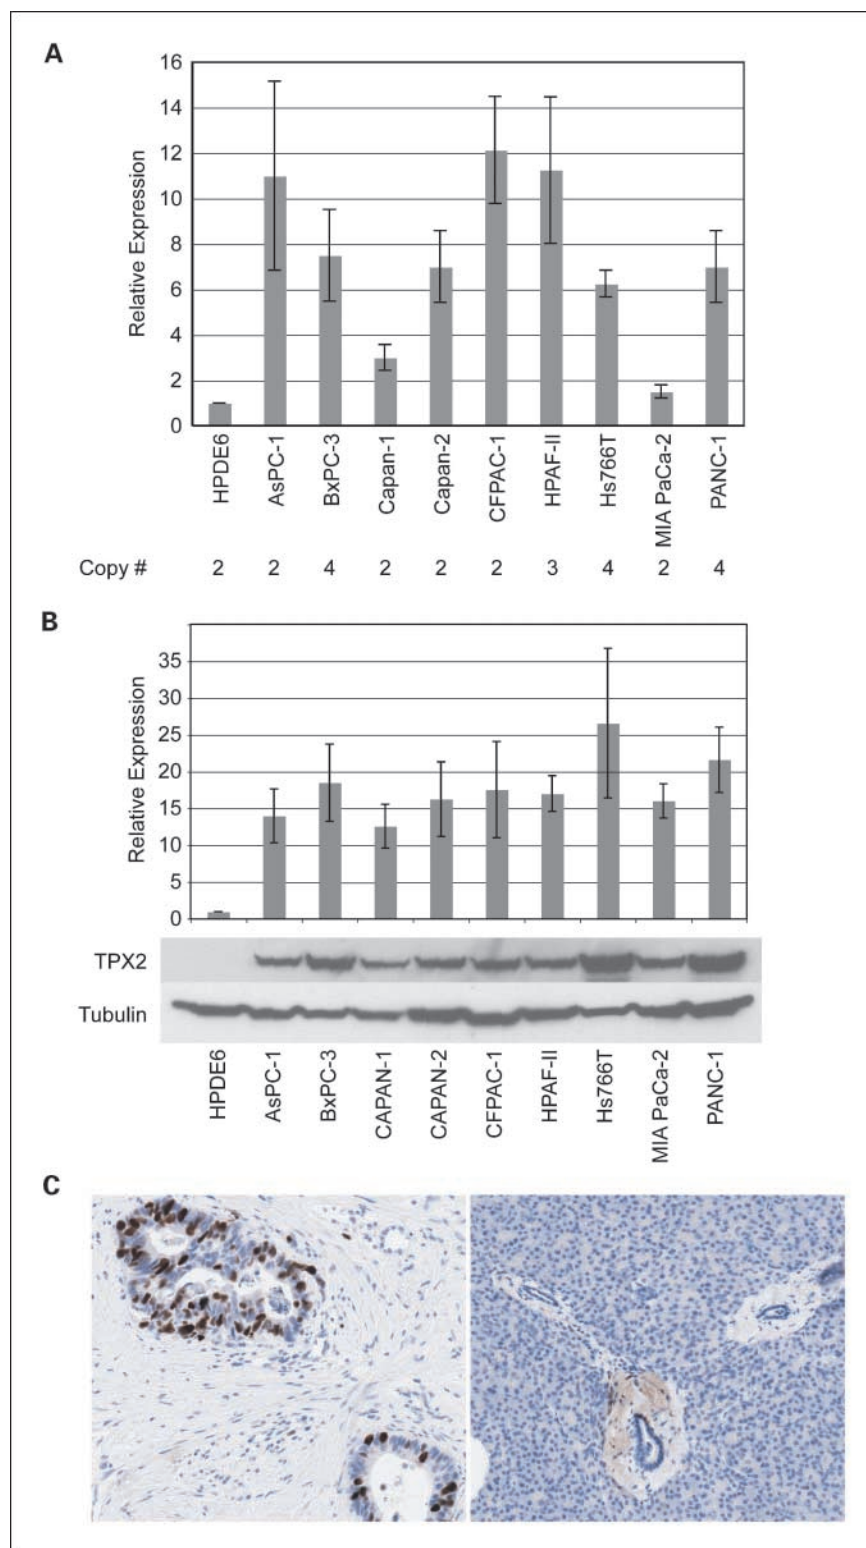 A
16
14
12
10
8
6
4
2
0
Relative Expression
HPDE6
AsPC-1
BxPC-3
Capan-1
Capan-2
CFPAC-1
HPAF-II
Hs766T
MIA PaCa-2
PANC-1
Copy # 2 2 4 2 2 2 3 4 2 4
B
35
30
25
20
15
10
5
0
Relative Expression
TPX2
Tubulin
HPDE6
AsPC-1
BxPC-3
CAPAN-1
CAPAN-2
CFPAC-1
HPAF-II
Hs766T
MIA PaCa-2
PANC-1
C